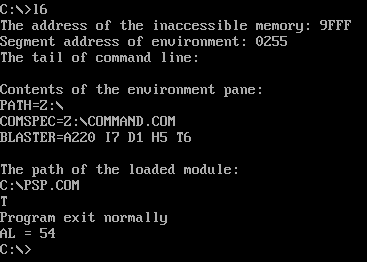 C:\>l6
The address of the inaccessible memory: 9FFF
Segment address of environment: 0255
The tail of command line:
Contents of the environment pane:
PATH=Z:\
COMSPEC=Z:\COMMAND.COM
BLASTER=A220 I7 D1 H5 T6
The path of the loaded module:
C:\PSP.COM
T
Program exit normally
AL = 54
C:\>